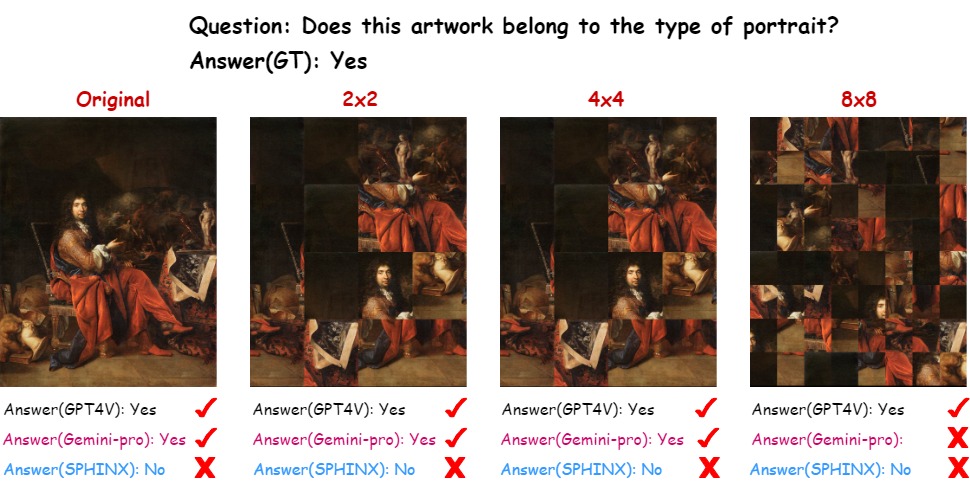 Question: Does this artwork belong to the type of portrait?
Answer(GT): Yes
Original 2x2 4x4 8x8
Answer(GPT4V): Yes Answer(GPT4V): Yes Answer(GPT4V): Yes Answer(GPT4V): Yes
Answer(Gemini-pro): Yes Answer(Gemini-pro): Yes Answer(Gemini-pro): Yes Answer(Gemini-pro):
Answer(SPHINX): No Answer(SPHINX): No Answer(SPHINX): No Answer(SPHINX): No